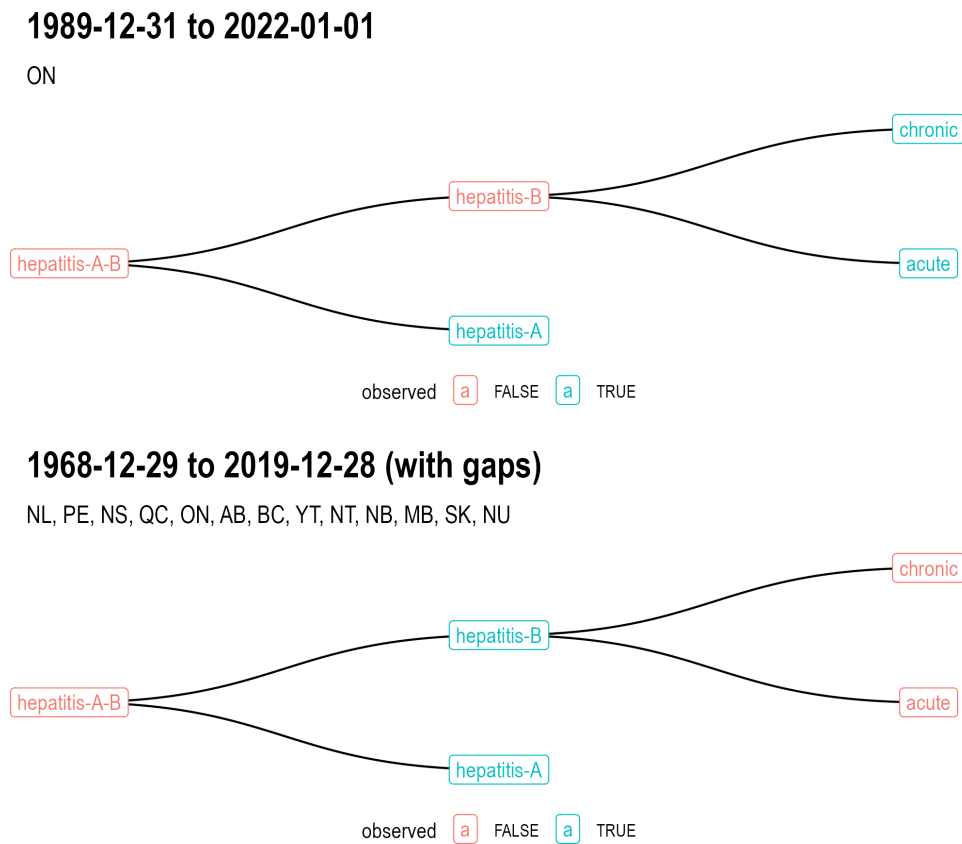 1989-12-31 to 2022-01-01
ON
chronic
hepatitis-B
hepatitis-A-B
acute
hepatitis-A
observed a FALSE a TRUE
1968-12-29 to 2019-12-28 (with gaps)
NL, PE, NS, QC, ON, AB, BC, YT, NT, NB, MB, SK, NU
chronic
hepatitis-B
hepatitis-A-B
acute
hepatitis-A
observed a FALSE a TRUE